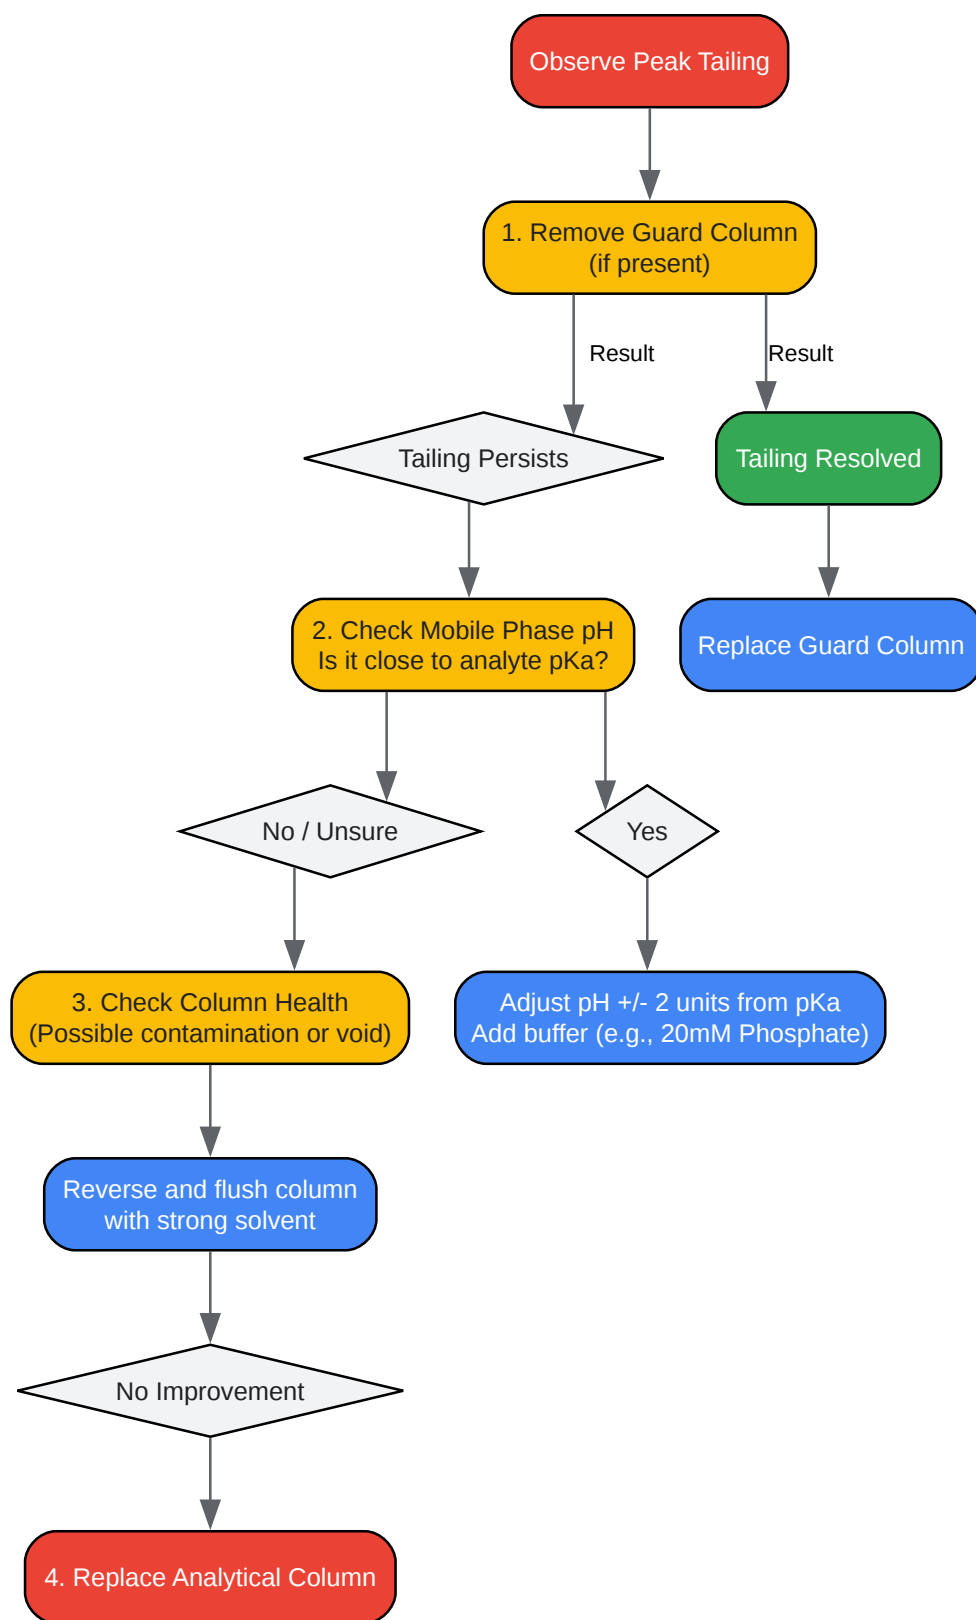 Observe Peak Tailing
1. Remove Guard Column
(if present)
Result
Result
Tailing Persists
Tailing Resolved
2. Check Mobile Phase pH
Is it close to analyte pKa?
Replace Guard Column
No / Unsure
Yes
3. Check Column Health
(Possible contamination or void)
Adjust pH +/- 2 units from pKa
Add buffer (e.g., 20mM Phosphate)
Reverse and flush column
with strong solvent
No Improvement
4. Replace Analytical Column